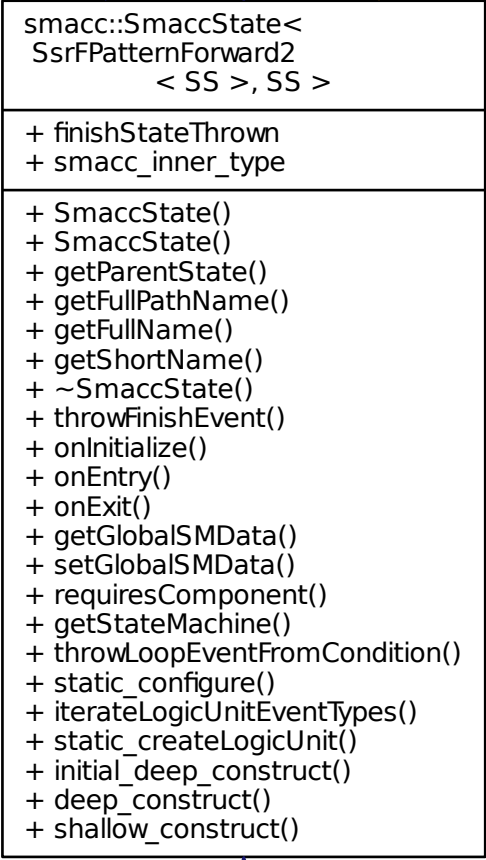 smacc::SmaccState<
SsrFPatternForward2
< SS >, SS >
+ finishStateThrown
+ smacc_inner_type
+ SmaccState()
+ SmaccState()
+ getParentState()
+ getFullPathName()
+ getFullName()
+ getShortName()
+ ~SmaccState()
+ throwFinishEvent()
+ onInitialize()
+ onEntry()
+ onExit()
+ getGlobalSMData()
+ setGlobalSMData()
+ requiresComponent()
+ getStateMachine()
+ throwLoopEventFromCondition()
+ static_configure()
+ iterateLogicUnitEventTypes()
+ static_createLogicUnit()
+ initial_deep_construct()
+ deep_construct()
+ shallow_construct()